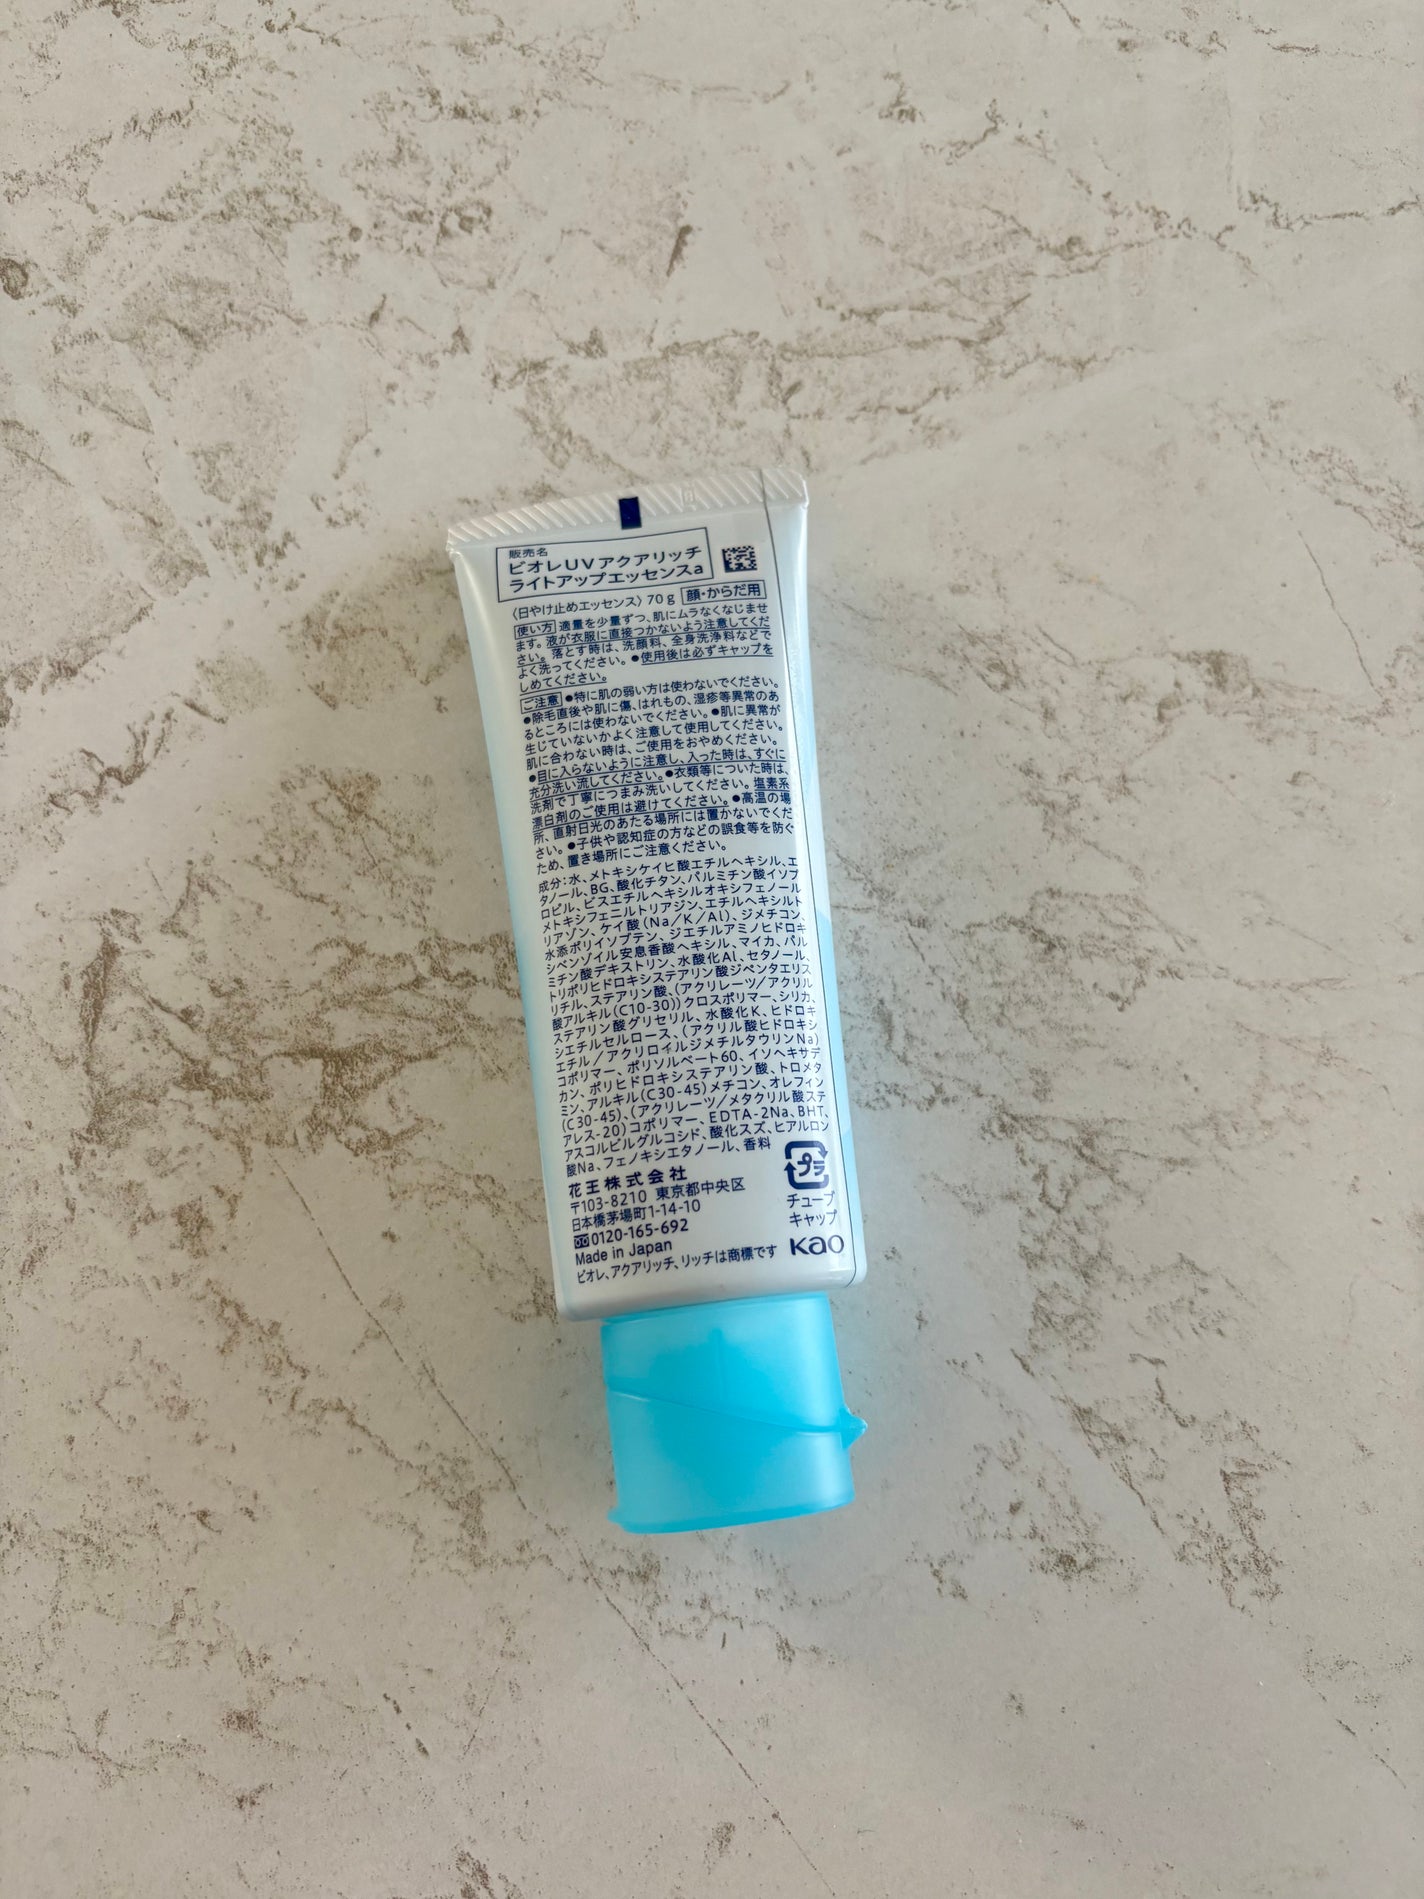 販売名
ビオレUVアクアリッチ
ライトアップエッセンスa
〈日やけ止めエッセンス〉70g 顔・からだ用
使い方 適量を少量ずつ、肌にムラなくなじませ
ます。液が衣服に直接つかないよう注意してくだ
さい。落とす時は、洗顔料、全身洗浄料などで
よく洗ってください。●使用後は必ずキャップを
しめてください。
ご注意 ●特に肌の弱い方は使わないでください。
●除毛直後や肌に傷、はれもの、湿疹等異常のあ
るところには使わないでください。●肌に異常が
生じていないかよく注意して使用してください。
肌に合わない時は、ご使用をおやめください。
●目に入らないように注意し、入った時は、すぐに
充分洗い流してください。●衣類等についた時は、
洗剤で丁寧につまみ洗いしてください。塩素系
漂白剤のご使用は避けてください。●高温の場
所、直射日光のあたる場所には置かないでくだ
さい。●子供や認知症の方などの誤食等を防ぐ
ため、置き場所にご注意ください。
成分:水、メトキシケイヒ酸エチルヘキシル、エ
タノール、BG、酸化チタン、パルミチン酸イソプ
ロピル、ビスエチルヘキシルオキシフェノール
メトキシフェニルトリアジン、エチルヘキシルト
リアゾン、ケイ酸(Na/K/Al)、ジメチコン、
水添ポリイソブテン、ジエチルアミノヒドロキ
シベンゾイル安息香酸ヘキシル、マイカ、パル
ミチン酸デキストリン、水酸化Al、セタノール、
トリポリヒドロキシステアリン酸ジペンタエリス
リチル、ステアリン酸、(アクリレーツ/アクリル
酸アルキル(C10-30))クロスポリマー、シリカ、
ステアリン酸グリセリル、水酸化K、ヒドロキ
シエチルセルロース、(アクリル酸ヒドロキシ
エチル/アクリロイルジメチルタウリンNa)
コポリマー、ポリソルベート60、イソヘキサデ
カン、ポリヒドロキシステアリン酸、トロメタ
ミン、アルキル(C30-45)メチコン、オレフィン
(C30-45)、(アクリレーツ/メタクリル酸ステ
アレス-20)コポリマー、EDTA-2Na、BHT、
アスコルビルグルコシド、酸化スズ、ヒアルロン
酸Na、フェノキシエタノール、香料
花王株式会社
〒103-8210 東京都中央区
日本橋茅場町1-14-10
0120-165-692
Made in Japan
ビオレ、アクアリッチ、リッチは商標です
プラ
チューブ
キャップ
Kao